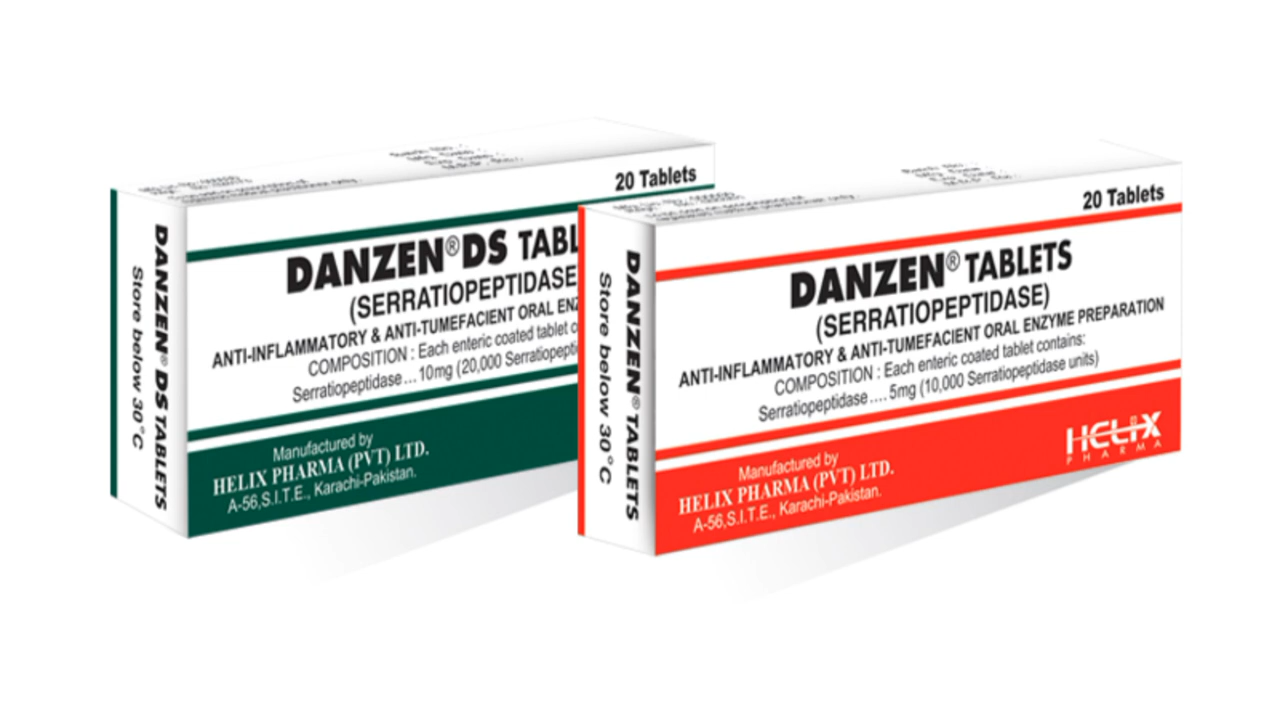 20 Tablets
DANZEN® DS TABL
(SERRATIOPEPTIDASE
ANTI-INFLAMMATORY & ANTI-TUMEFACIENT ORAL ENZ
COMPOSITION : Each enteric coated tablet
Serratiopeptidase ... 10mg (20,000 Serratiopepti
Manufactured by
HELIX PHARMA (PVT) LTD.
A-56,S.I.T.E., Karachi-Pakistan.
DANZEN® DS TABLETS
Store below 30°C
20 Tablets
DANZEN® TABLETS
(SERRATIOPEPTIDASE)
ANTI-INFLAMMATORY & ANTI-TUMEFACIENT ORAL ENZYME PREPARATION
COMPOSITION : Each enteric coated tablet contains:
Serratiopeptidase .... 5mg (10,000 Serratiopeptidase units)
Manufactured by
HELIX PHARMA (PVT) LTD.
A-56,S.I.T.E., Karachi-Pakistan.
HELIX
PHARMA
DANZEN® TABLETS
Store below 30°C